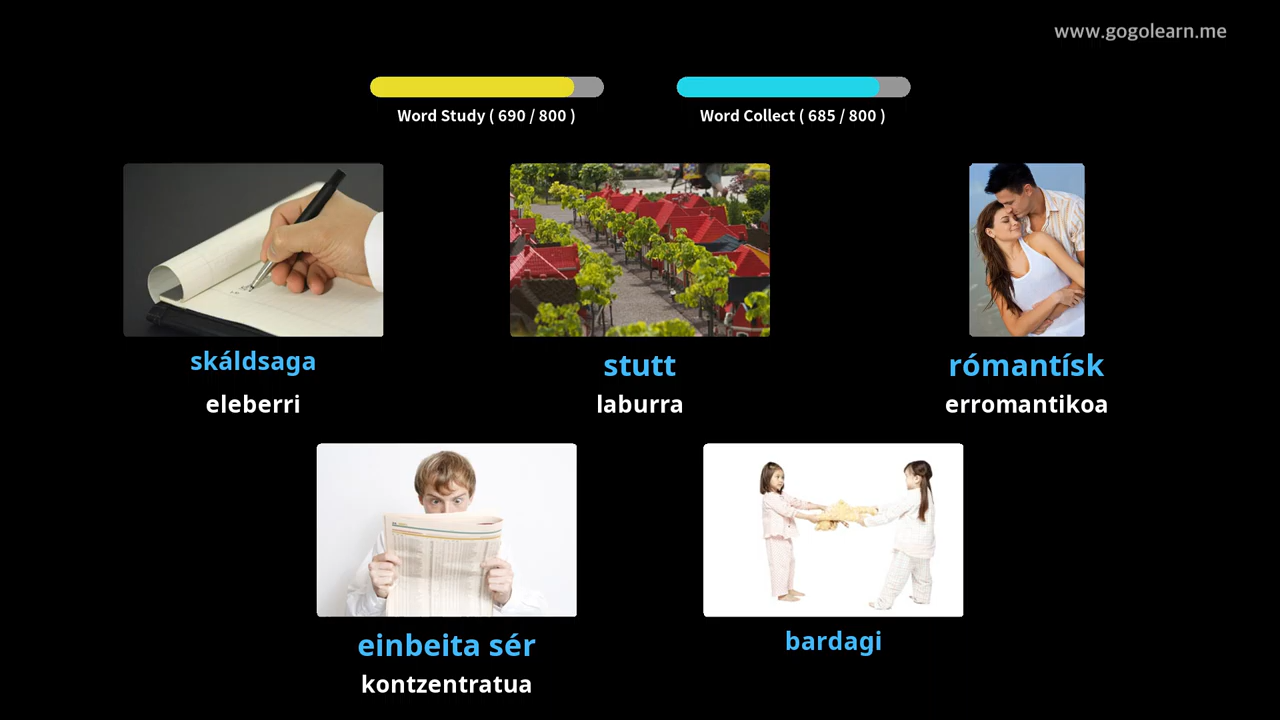 www.gogolearn.me
Word Study ( 690 / 800 )
Word Collect ( 685 / 800 )
skáldsaga
eleberri
stutt
laburra
rómantísk
erromantikoa
einbeita sér
kontzentratua
bardagi